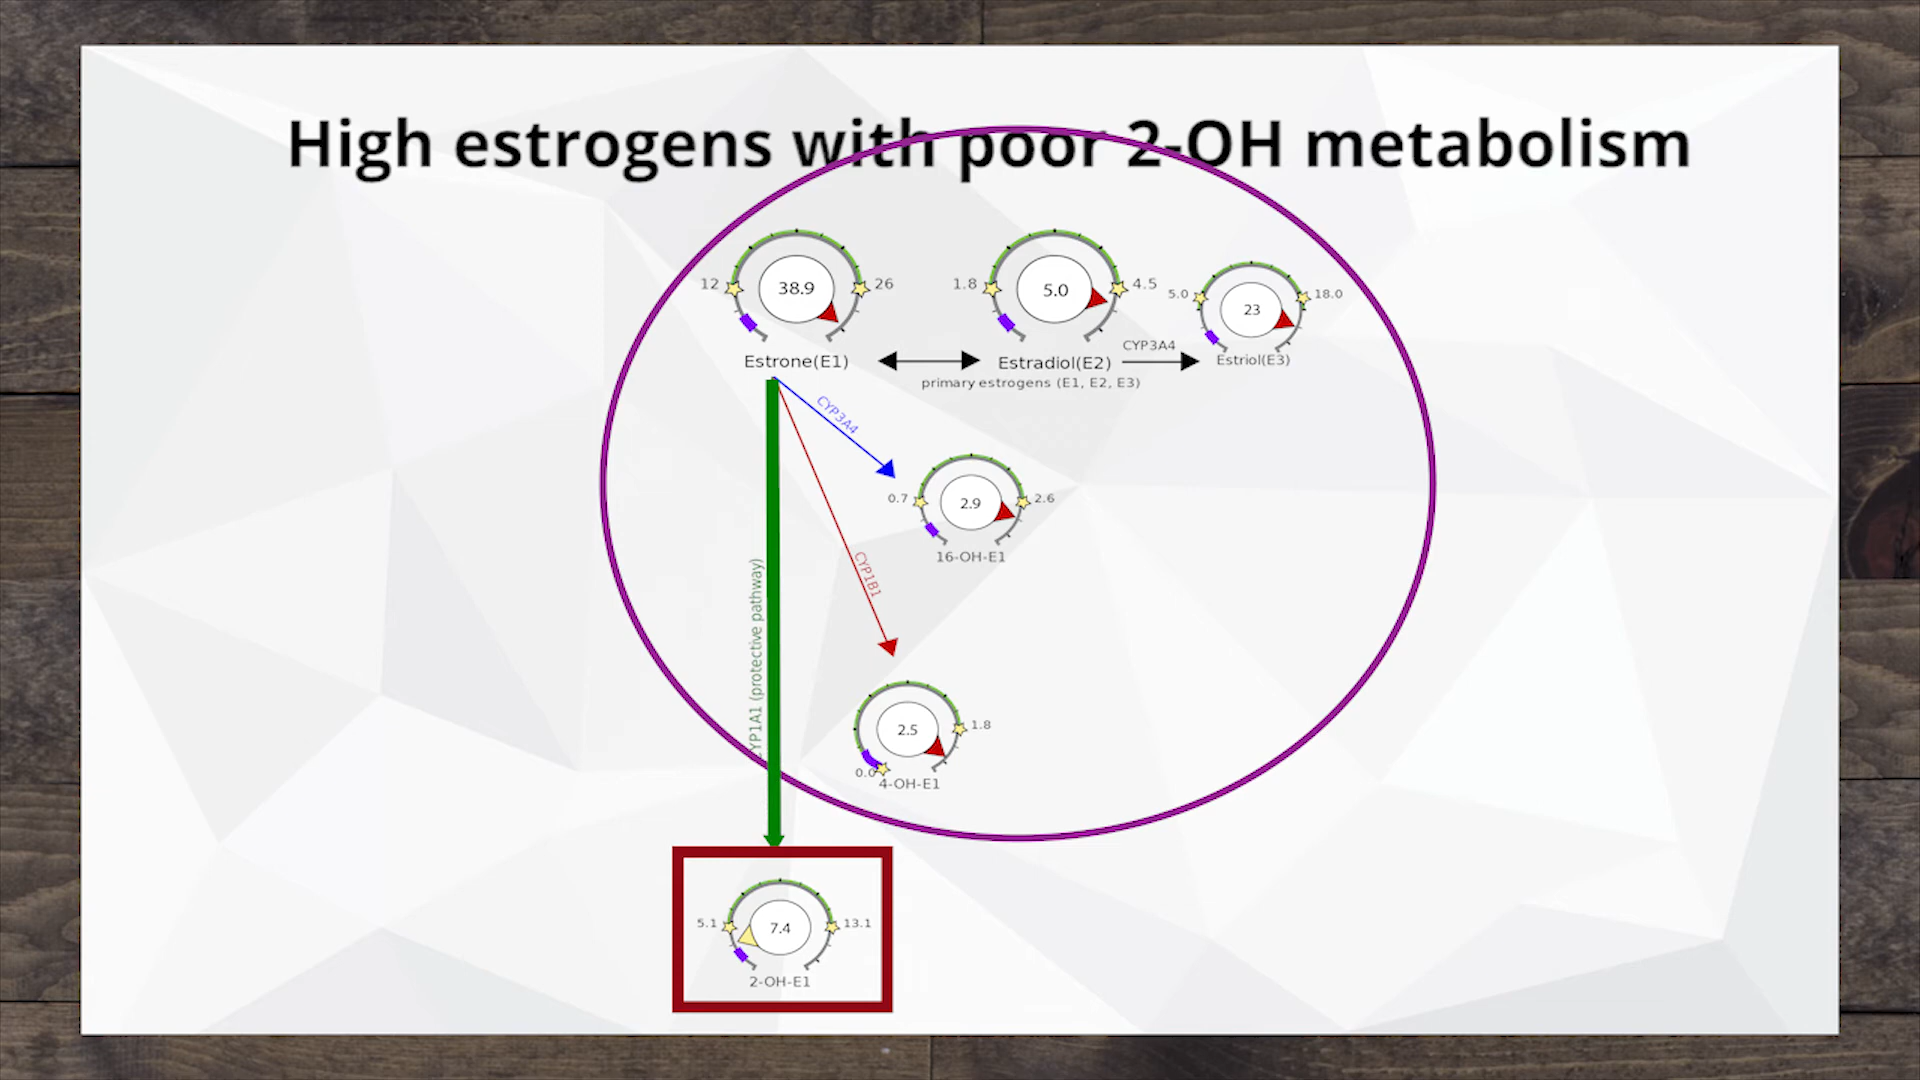 High estrogens with poor 2-OH metabolism
38.9
12
26
Estrone(E1)
5.0
1.8
4.5
Estradiol(E2)
CYP3A4
23
5.0
18.0
Estriol(E3)
primary estrogens (E1, E2, E3)
CYP3A4
2.9
0.7
2.6
16-OH-E1
CYP1B1
CYP1A1 (protective pathway)
2.5
1.8
0.0
4-OH-E1
7.4
5.1
13.1
2-OH-E1